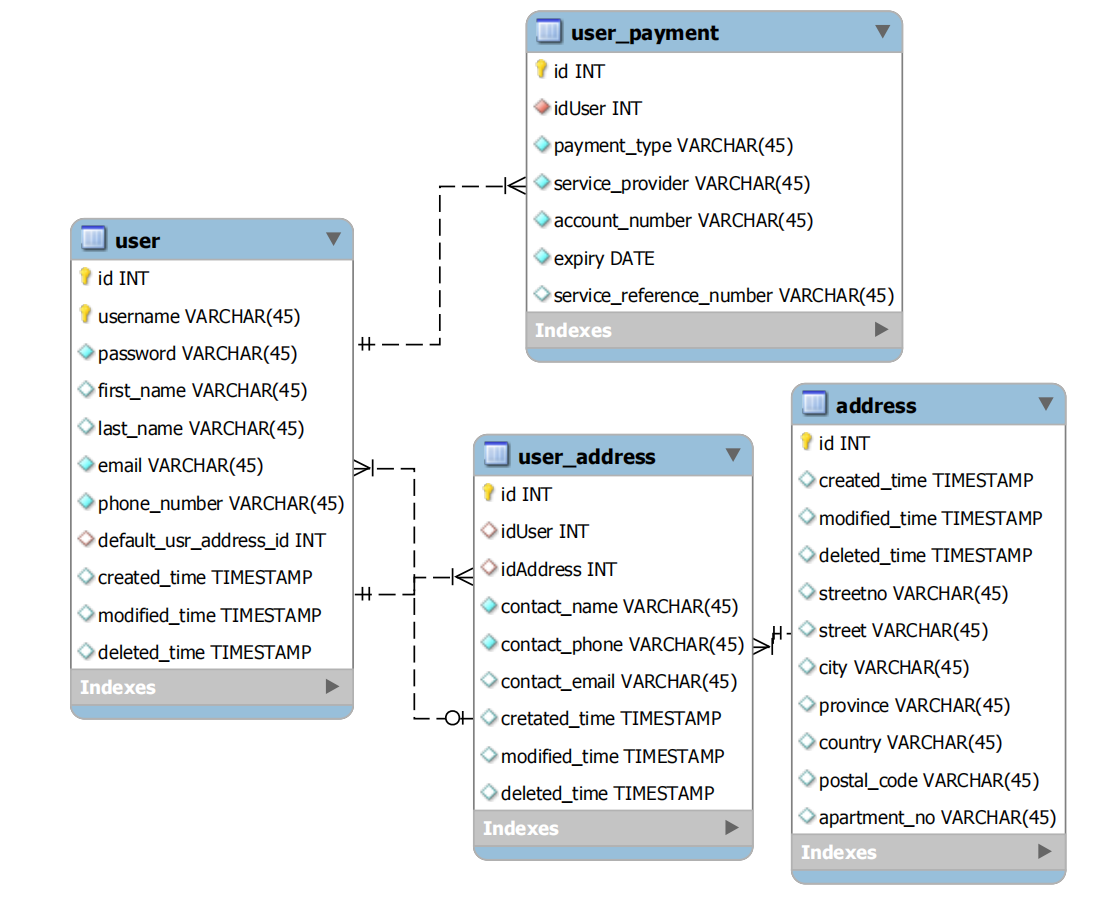 user_payment
id INT
idUser INT
payment_type VARCHAR(45)
service_provider VARCHAR(45)
account_number VARCHAR(45)
expiry DATE
service_reference_number VARCHAR(45)
Indexes
user
id INT
username VARCHAR(45)
password VARCHAR(45)
first_name VARCHAR(45)
last_name VARCHAR(45)
email VARCHAR(45)
phone_number VARCHAR(45)
default_usr_address_id INT
created_time TIMESTAMP
modified_time TIMESTAMP
deleted_time TIMESTAMP
Indexes
user_address
id INT
idUser INT
idAddress INT
contact_name VARCHAR(45)
contact_phone VARCHAR(45)
contact_email VARCHAR(45)
cretated_time TIMESTAMP
modified_time TIMESTAMP
deleted_time TIMESTAMP
Indexes
address
id INT
created_time TIMESTAMP
modified_time TIMESTAMP
deleted_time TIMESTAMP
streetno VARCHAR(45)
street VARCHAR(45)
city VARCHAR(45)
province VARCHAR(45)
country VARCHAR(45)
postal_code VARCHAR(45)
apartment_no VARCHAR(45)
Indexes